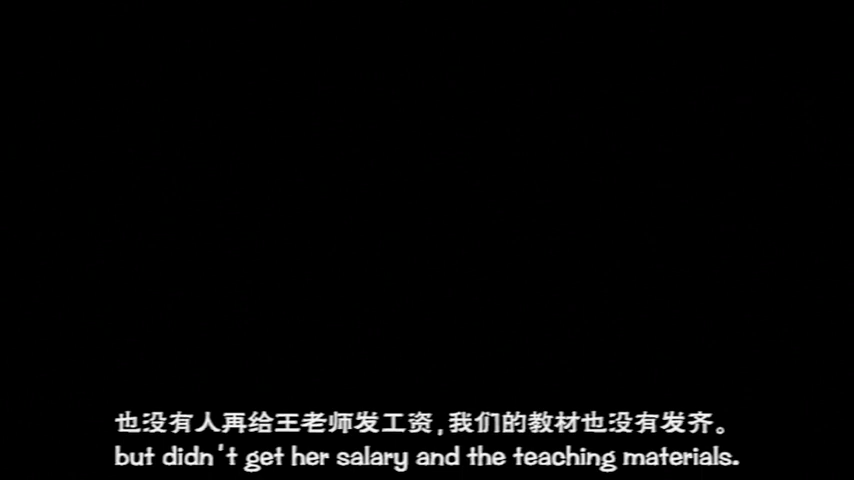 也没有人再给王老师发工资,我们的教材也没有发齐。
but didn't get her salary and the teaching materials.